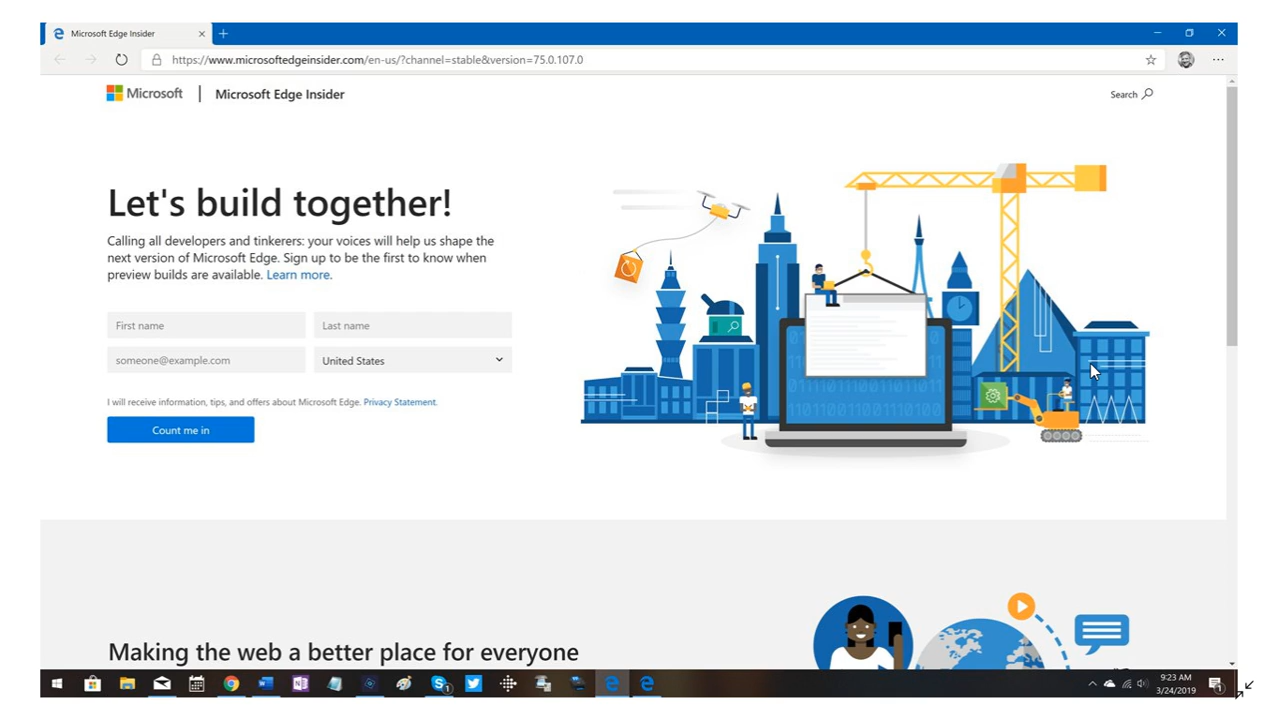 Microsoft Edge Insider
https://www.microsoftedgeinsider.com/en-us/?channel=stable&version=75.0.107.0
Microsoft | Microsoft Edge Insider
Search
Let's build together!
Calling all developers and tinkerers: your voices will help us shape the
next version of Microsoft Edge. Sign up to be the first to know when
preview builds are available. Learn more.
First name
Last name
someone@example.com
United States
I will receive information, tips, and offers about Microsoft Edge. Privacy Statement.
Count me in
Making the web a better place for everyone
9:23 AM
3/24/2019